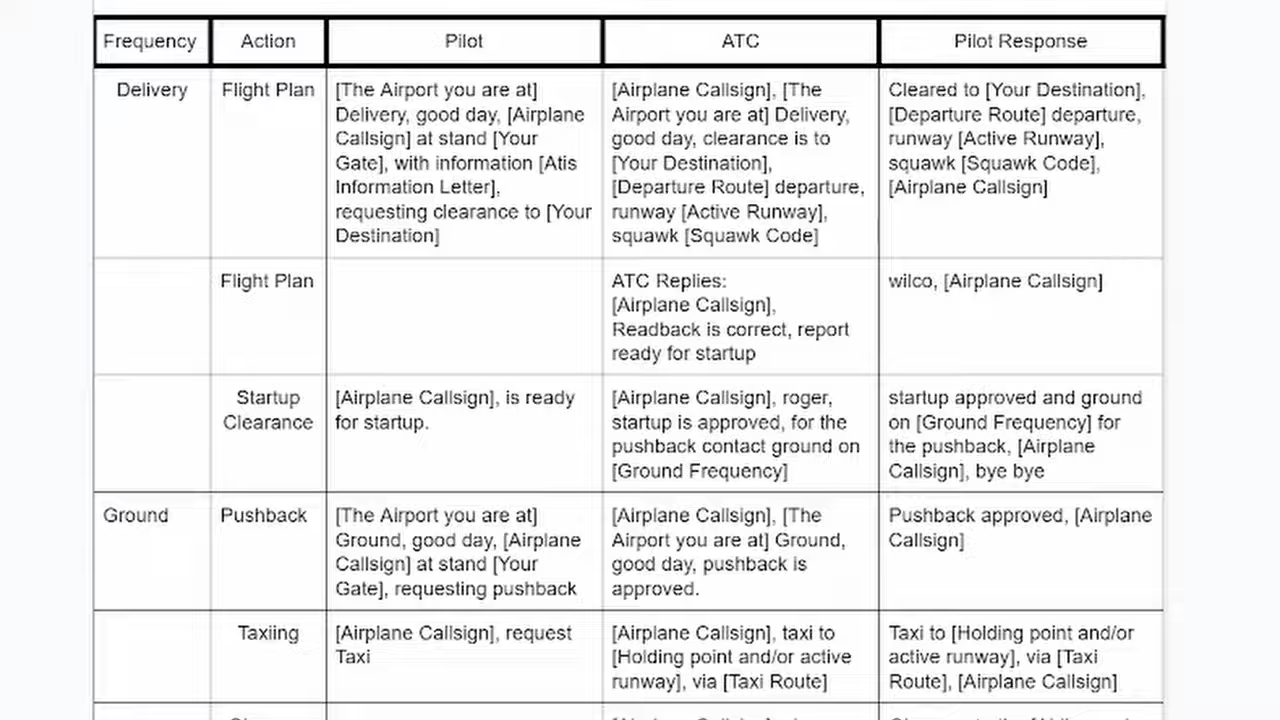 Frequency
Action
Pilot
ATC
Pilot Response
Delivery
Flight Plan
[The Airport you are at]
Delivery, good day, [Airplane
Callsign] at stand [Your
Gate], with information [Atis
Information Letter],
requesting clearance to [Your
Destination]
[Airplane Callsign], [The
Airport you are at] Delivery,
good day, clearance is to
[Your Destination],
[Departure Route] departure,
runway [Active Runway],
squawk [Squawk Code]
Cleared to [Your Destination],
[Departure Route] departure,
runway [Active Runway],
squawk [Squawk Code],
[Airplane Callsign]
Flight Plan
ATC Replies:
[Airplane Callsign],
Readback is correct, report
ready for startup
wilco, [Airplane Callsign]
Startup
Clearance
[Airplane Callsign], is ready
for startup.
[Airplane Callsign], roger,
startup is approved, for the
pushback contact ground on
[Ground Frequency]
startup approved and ground
on [Ground Frequency] for
the pushback, [Airplane
Callsign], bye bye
Ground
Pushback
[The Airport you are at]
Ground, good day, [Airplane
Callsign] at stand [Your
Gate], requesting pushback
[Airplane Callsign], [The
Airport you are at] Ground,
good day, pushback is
approved.
Pushback approved, [Airplane
Callsign]
Taxiing
[Airplane Callsign], request
Taxi
[Airplane Callsign], taxi to
[Holding point and/or active
runway], via [Taxi Route]
Taxi to [Holding point and/or
active runway], via [Taxi
Route], [Airplane Callsign]